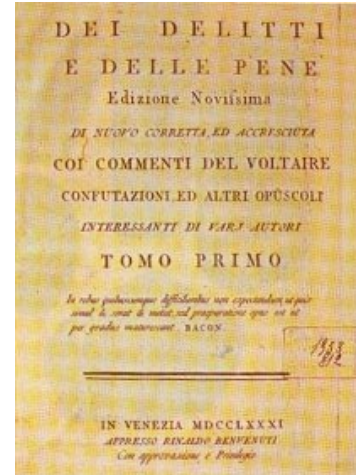 DEI DELITTI
E DELLE PENE
Edizione Novissima
DI NUOVO CORRETTA, ED ACCRESCIUTA
COI COMMENTI DEL VOLTAIRE
CONFUTAZIONI, ED ALTRI OPUSCOLI
INTERESSANTI DI VARJ AUTORI
TOMO PRIMO
In rebus quibuscumque difficilioribus non expectandum, ut quis
simul & serat & metat, sed præparatione opus est ut
per gradus maturescant. BACON.
IN VENEZIA MDCCLXXXI
APPRESSO RINALDO BENVENUTI
Con approvazione e Privilegio